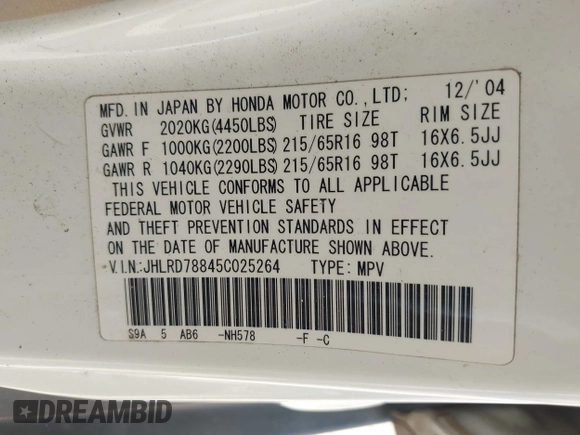 MFD. IN JAPAN BY HONDA MOTOR CO., LTD; 12/'04
GVWR 2020KG(4450LBS) TIRE SIZE RIM SIZE
GAWR F 1000KG(2200LBS) 215/65R16 98T 16X6.5JJ
GAWR R 1040KG(2290LBS) 215/65R16 98T 16X6.5JJ
THIS VEHICLE CONFORMS TO ALL APPLICABLE
FEDERAL MOTOR VEHICLE SAFETY
AND THEFT PREVENTION STANDARDS IN EFFECT
ON THE DATE OF MANUFACTURE SHOWN ABOVE.
V.I.N.:JHLRD78845C025264 TYPE: MPV
S9A 5 AB6 -NH578 -F -C
DREAMBID